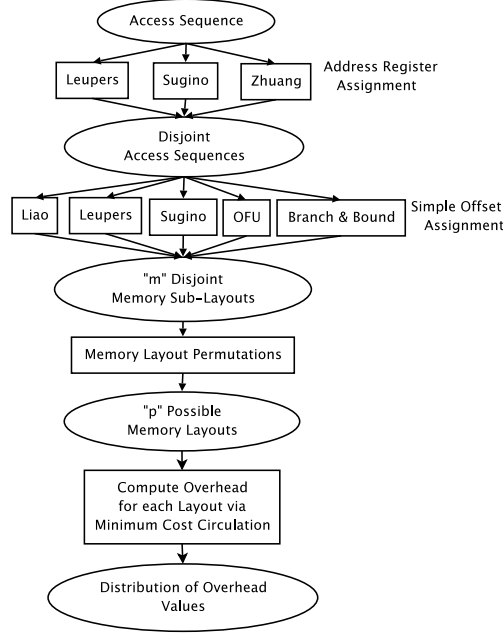 Access Sequence
Leupers Sugino Zhuang
Address Register
Assignment
Disjoint
Access Sequences
Liao Leupers Sugino OFU Branch & Bound
Simple Offset
Assignment
"m" Disjoint
Memory Sub-Layouts
Memory Layout Permutations
"p" Possible
Memory Layouts
Compute Overhead
for each Layout via
Minimum Cost Circulation
Distribution of Overhead
Values